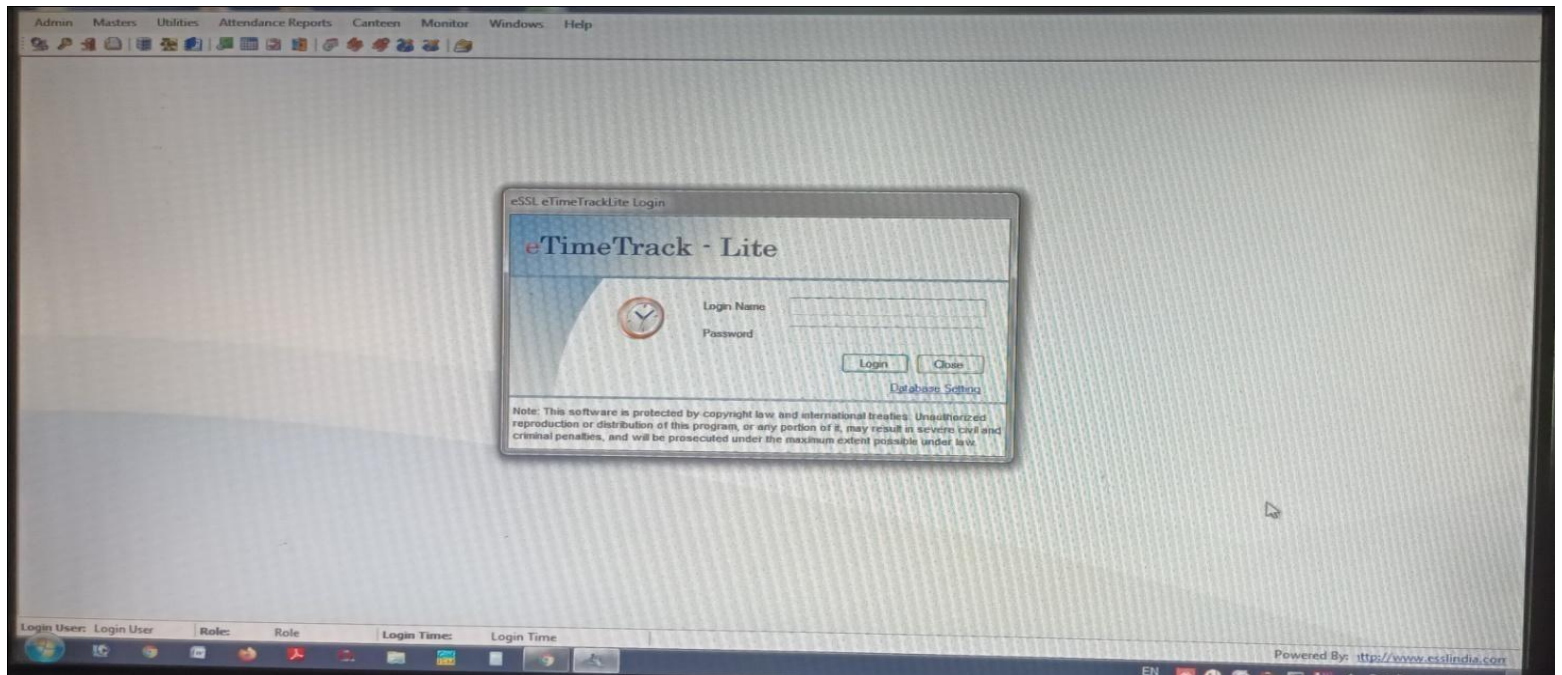 Admin Masters Utilities Attendance Reports Canteen Monitor Windows Help
eSSL eTimeTrackLite Login
eTimeTrack - Lite
Login Name
Password
Login Close
Database Setting
Note: This software is protected by copyright law and international treaties. Unauthorized
reproduction or distribution of this program, or any portion of it, may result in severe civil and
criminal penalties, and will be prosecuted under the maximum extent possible under law.
Login User: Login User Role: Role Login Time: Login Time
Powered By: http://www.esslindia.com
EN